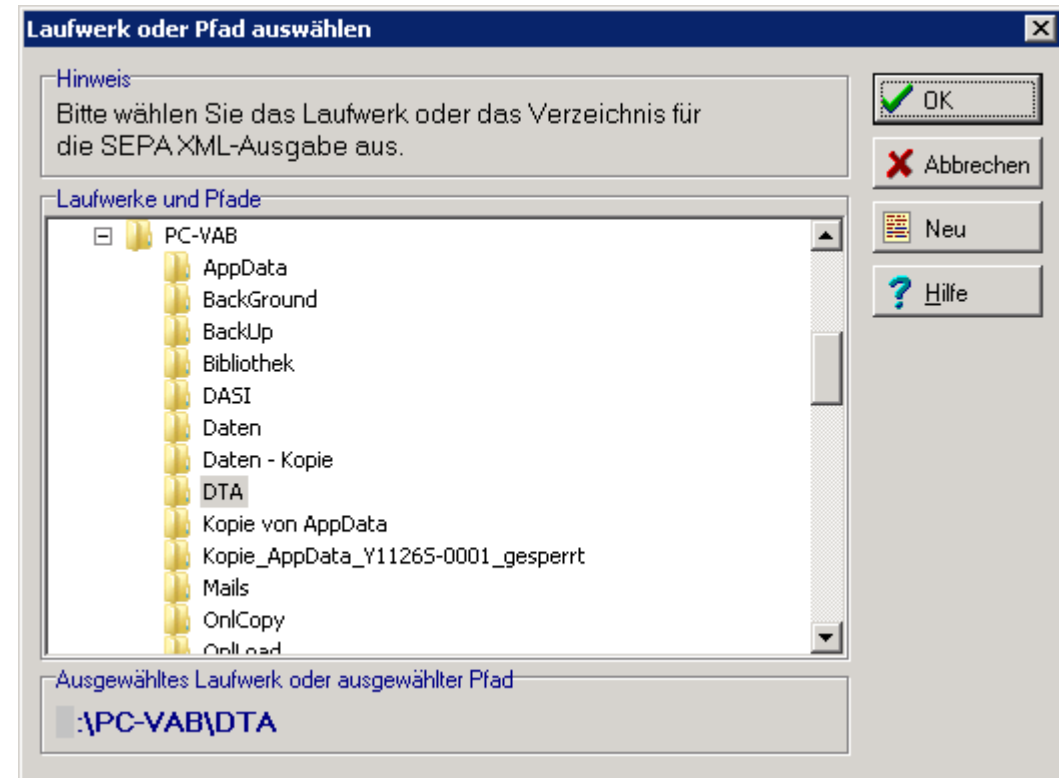 Laufwerk oder Pfad auswählen
Hinweis
Bitte wählen Sie das Laufwerk oder das Verzeichnis für
die SEPA XML-Ausgabe aus.
OK
Abbrechen
Neu
Hilfe
Laufwerke und Pfade
PC-VAB
AppData
BackGround
BackUp
Bibliothek
DASI
Daten
Daten - Kopie
DTA
Kopie von AppData
Kopie_AppData_Y11265-0001_gesperrt
Mails
OnlCopy
OnlLoad
Ausgewähltes Laufwerk oder ausgewählter Pfad
:\PC-VAB\DTA